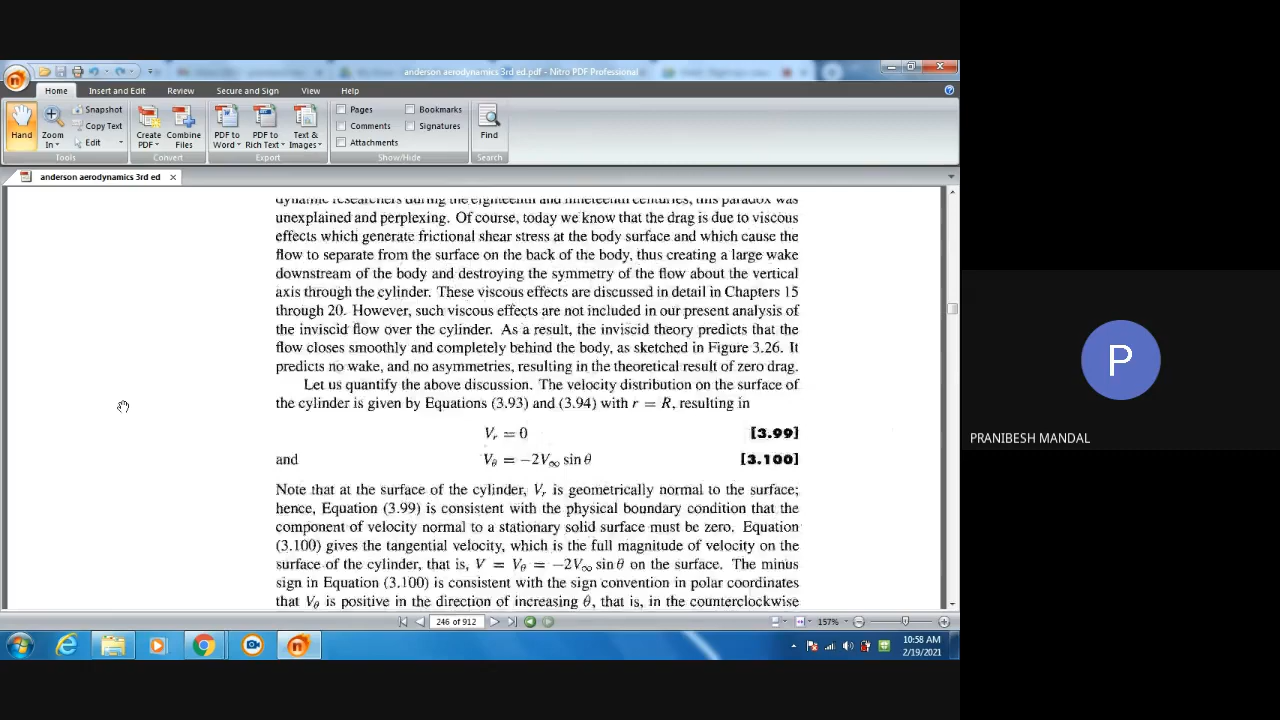 anderson aerodynamics 3rd ed.pdf - Nitro PDF Professional
Home Insert and Edit Review Secure and Sign View Help
Hand
Zoom In
Snapshot
Copy Text
Edit
Tools
Create PDF
Combine Files
Convert
PDF to Word
PDF to Rich Text
Text & Images
Export
Pages
Bookmarks
Comments
Signatures
Attachments
Show/Hide
Find
Search
anderson aerodynamics 3rd ed
dynamic researchers during the eighteenth and nineteenth centuries, this paradox was
unexplained and perplexing. Of course, today we know that the drag is due to viscous
effects which generate frictional shear stress at the body surface and which cause the
flow to separate from the surface on the back of the body, thus creating a large wake
downstream of the body and destroying the symmetry of the flow about the vertical
axis through the cylinder. These viscous effects are discussed in detail in Chapters 15
through 20. However, such viscous effects are not included in our present analysis of
the inviscid flow over the cylinder. As a result, the inviscid theory predicts that the
flow closes smoothly and completely behind the body, as sketched in Figure 3.26. It
predicts no wake, and no asymmetries, resulting in the theoretical result of zero drag.
Let us quantify the above discussion. The velocity distribution on the surface of
the cylinder is given by Equations (3.93) and (3.94) with r = R, resulting in
V_r = 0 [3.99]
and V_θ = −2V_∞ sin θ [3.100]
Note that at the surface of the cylinder, V_r is geometrically normal to the surface;
hence, Equation (3.99) is consistent with the physical boundary condition that the
component of velocity normal to a stationary solid surface must be zero. Equation
(3.100) gives the tangential velocity, which is the full magnitude of velocity on the
surface of the cylinder, that is, V = V_θ = −2V_∞ sin θ on the surface. The minus
sign in Equation (3.100) is consistent with the sign convention in polar coordinates
that V_θ is positive in the direction of increasing θ, that is, in the counterclockwise
246 of 912
157%
10:58 AM
2/19/2021
P
PRANIBESH MANDAL